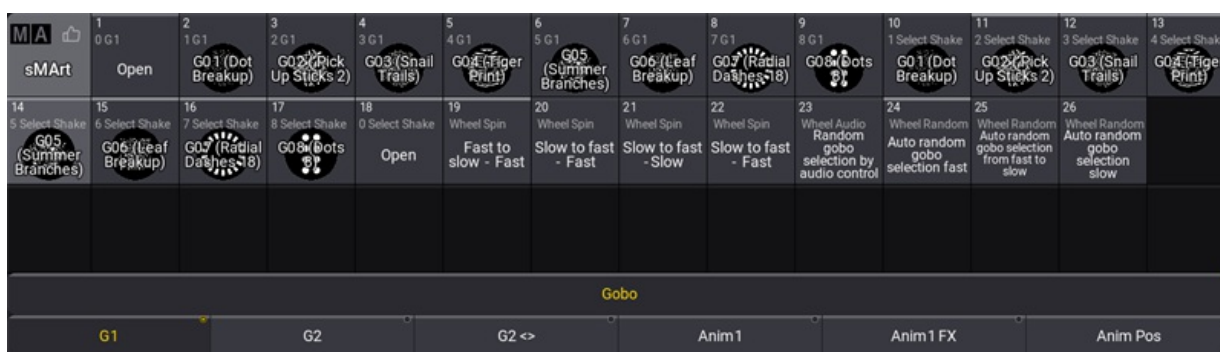 MA
sMArt
1
0 G1
Open
2
1 G1
G01 (Dot
Breakup)
3
2 G1
G02 (Pick
Up Sticks 2)
4
3 G1
G03 (Snail
Trails)
5
4 G1
G04 (Tiger
Print)
6
5 G1
G05
(Summer
Branches)
7
6 G1
G06 (Leaf
Breakup)
8
7 G1
G07 (Radial
Dashes 18)
9
8 G1
G08 (Dots
8)
10
1 Select Shake
G01 (Dot
Breakup)
11
2 Select Shake
G02 (Pick
Up Sticks 2)
12
3 Select Shake
G03 (Snail
Trails)
13
4 Select Shak
G04 (Tige
Print)
14
5 Select Shake
G05
(Summer
Branches)
15
6 Select Shake
G06 (Leaf
Breakup)
16
7 Select Shake
G07 (Radial
Dashes 18)
17
8 Select Shake
G08 (Dots
8)
18
0 Select Shake
Open
19
Wheel Spin
Fast to
slow - Fast
20
Wheel Spin
Slow to fast
- Fast
21
Wheel Spin
Slow to fast
- Slow
22
Wheel Spin
Slow to fast
- Fast
23
Wheel Audio
Random
gobo
selection by
audio control
24
Wheel Random
Auto random
gobo
selection fast
25
Wheel Random
Auto random
gobo selection
from fast to
slow
26
Wheel Random
Auto random
gobo
selection
slow
Gobo
G1
G2
G2 <>
Anim1
Anim1 FX
Anim Pos